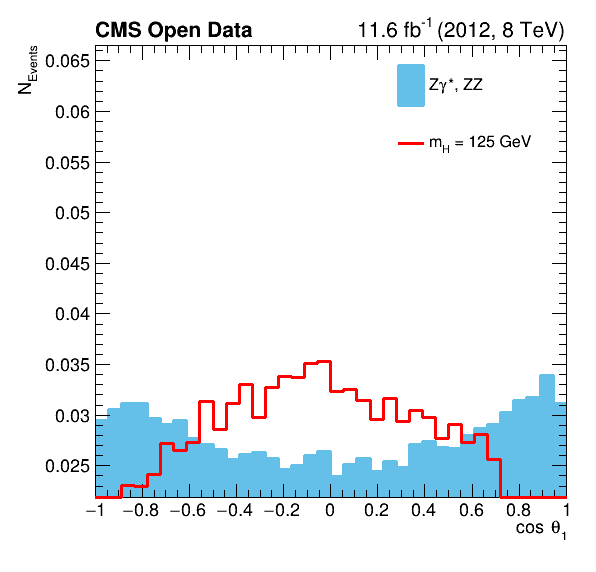 CMS Open Data 11.6 fb⁻¹ (2012, 8 TeV)
N_Events
0.065
0.06
0.055
0.05
0.045
0.04
0.035
0.03
0.025
Zγ*, ZZ
m_H = 125 GeV
−1 −0.8 −0.6 −0.4 −0.2 0 0.2 0.4 0.6 0.8 1
cos θ₁